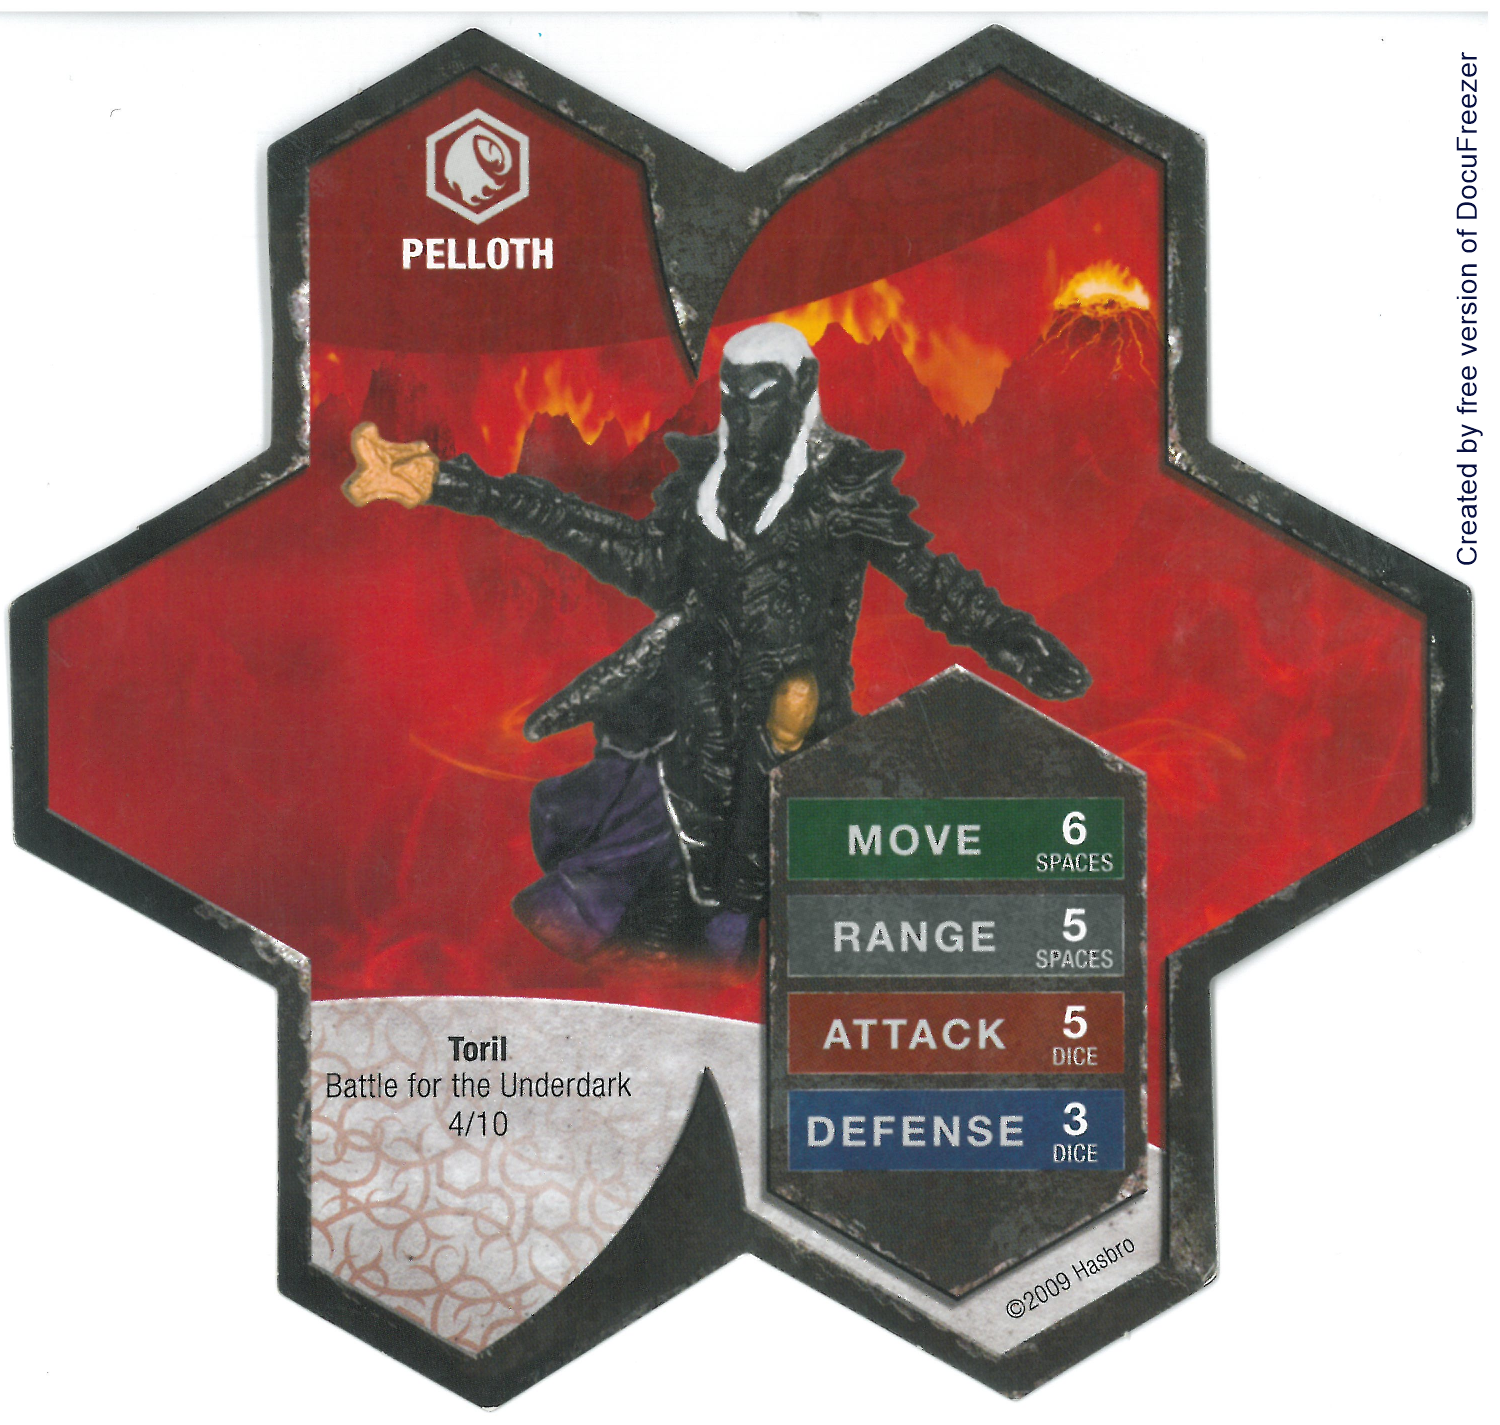 PELLOTH
MOVE 6
SPACES
RANGE 5
SPACES
ATTACK 5
DICE
DEFENSE 3
DICE
Toril
Battle for the Underdark
4/10
©2009 Hasbro
Created by free version of DocuFreezer